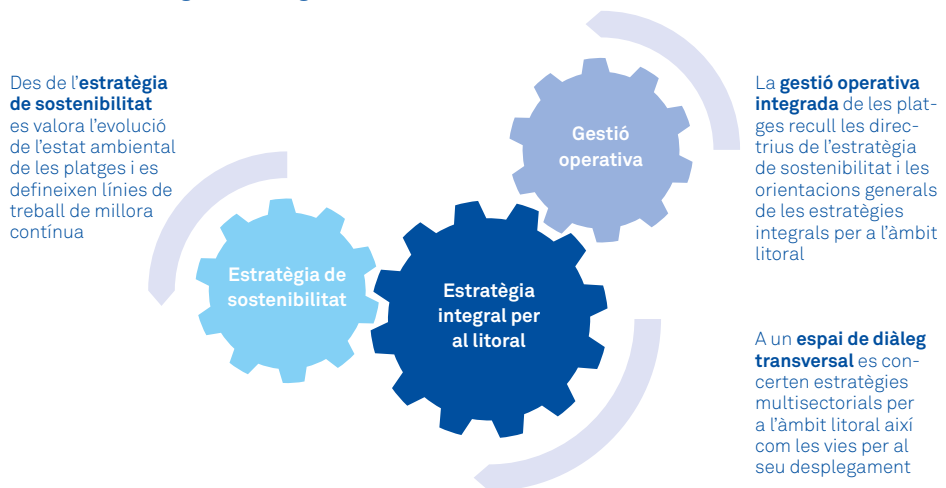 Des de l'estratègia
de sostenibilitat
es valora l'evolució
de l'estat ambiental
de les platges i es
defineixen línies de
treball de millora
contínua
Estratègia de
sostenibilitat
Estratègia
integral per
al litoral
Gestió
operativa
La gestió operativa
integrada de les plat-
ges recull les direc-
trius de l'estratègia
de sostenibilitat i les
orientacions generals
de les estratègies
integrals per a l'àmbit
litoral
A un espai de diàleg
transversal es con-
certen estratègies
multisectorials per
a l'àmbit litoral així
com les vies per al
seu desplegament